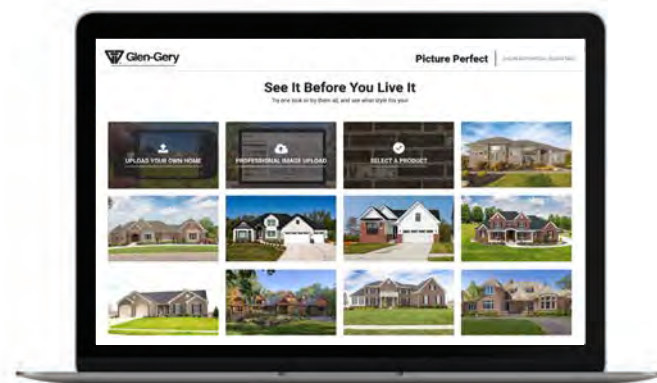 Glen-Gery
Picture Perfect
See It Before You Live It
Try one look or try them all, and see what style fits you!
UPLOAD YOUR OWN HOME
PROFESSIONAL IMAGE UPLOAD
SELECT A PRODUCT